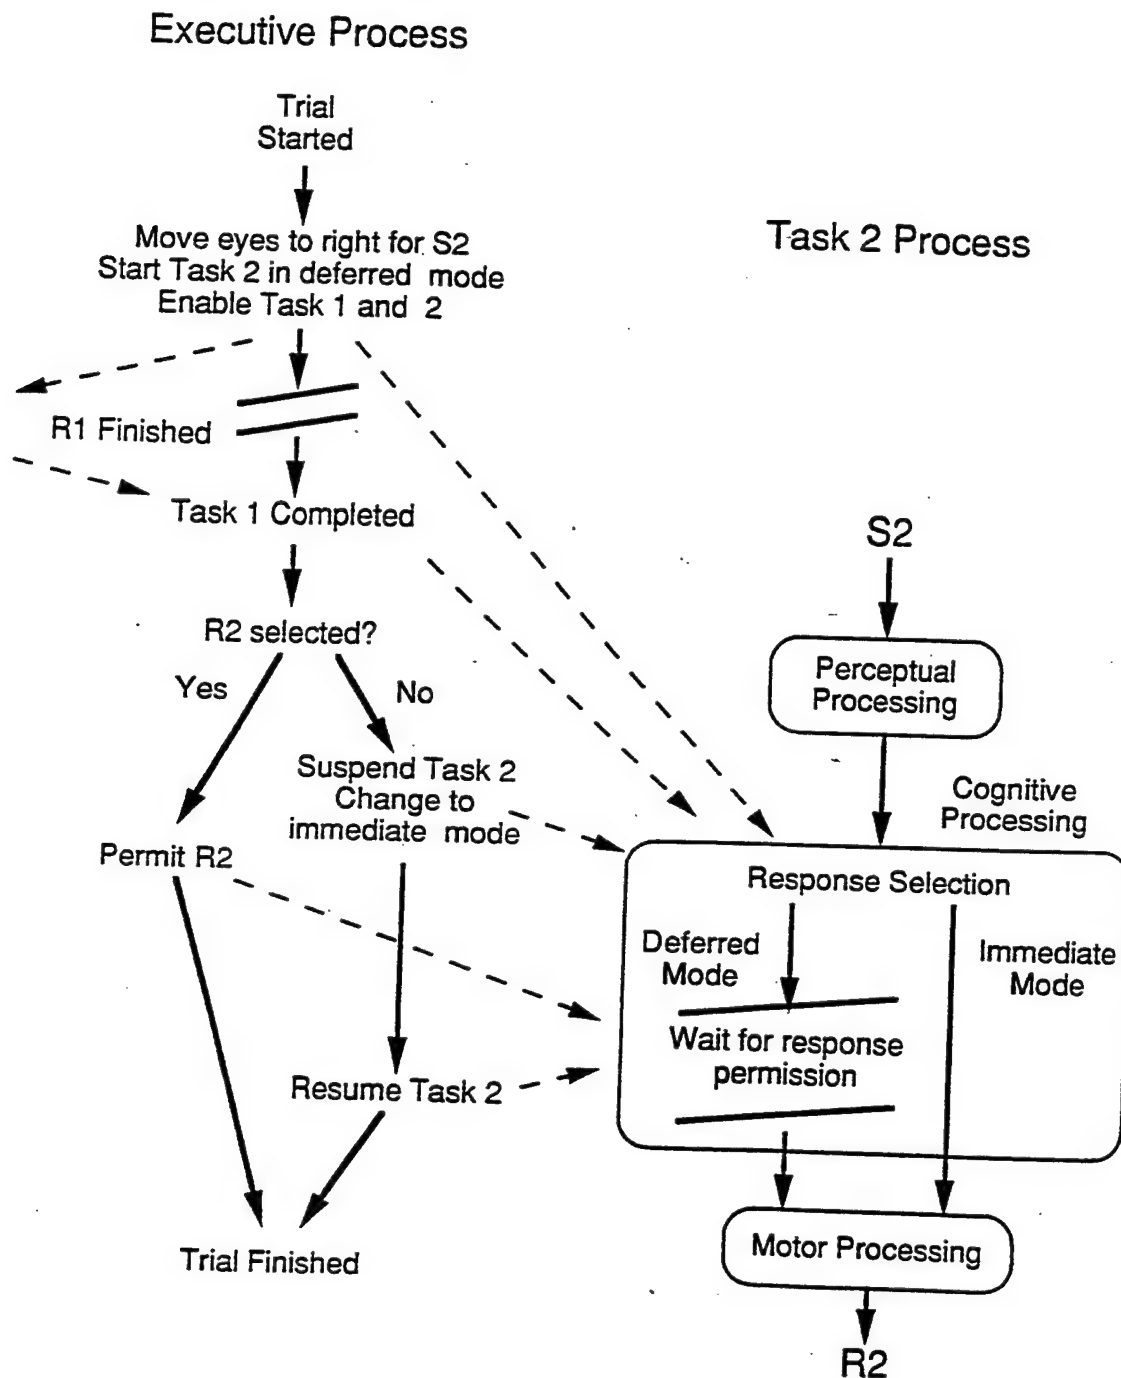 Executive Process
Trial
Started
Move eyes to right for S2
Start Task 2 in deferred mode
Enable Task 1 and 2
R1 Finished
Task 1 Completed
R2 selected?
Yes
No
Suspend Task 2
Change to
immediate mode
Permit R2
Resume Task 2
Trial Finished
Task 2 Process
S2
Perceptual
Processing
Cognitive
Processing
Response Selection
Deferred
Mode
Immediate
Mode
Wait for response
permission
Motor Processing
R2